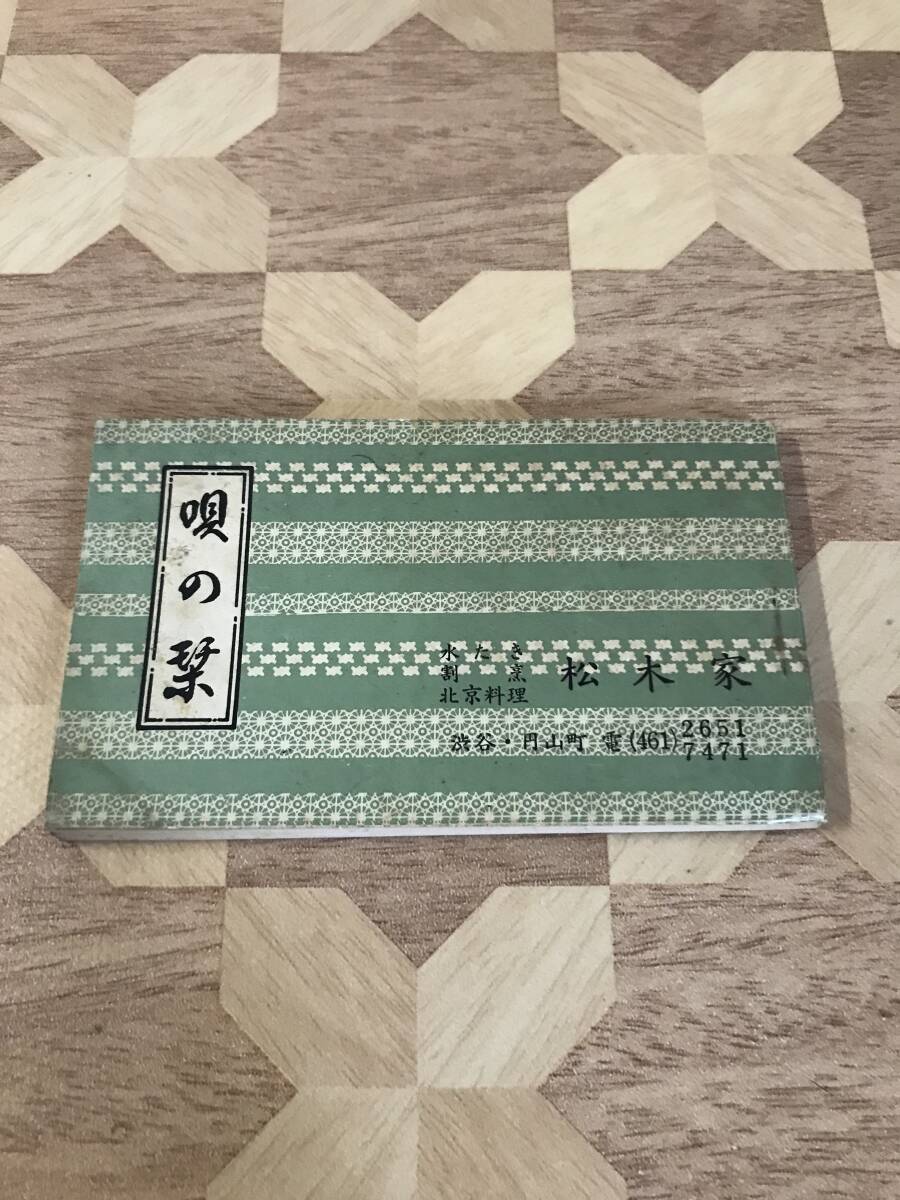 唄の栞
水たき
割烹
北京料理
松木家
渋谷・円山町 電(461)2651
7471